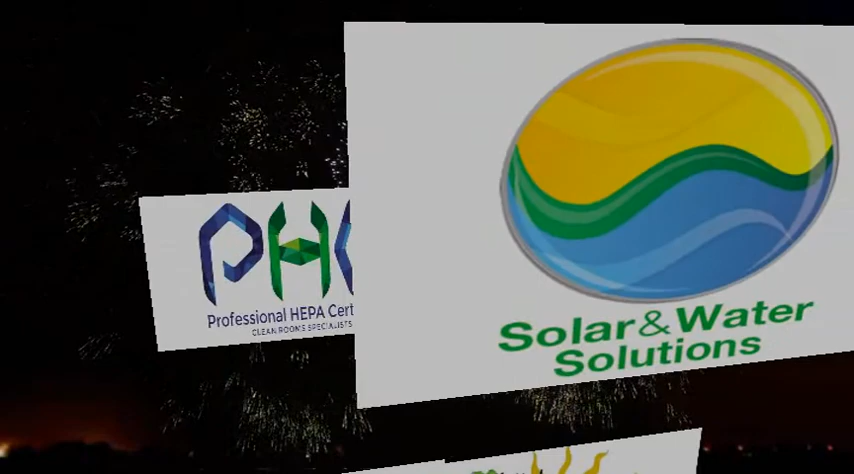 PH
Professional HEPA Cert
CLEAN ROOMS SPECIALISTS
Solar & Water
Solutions